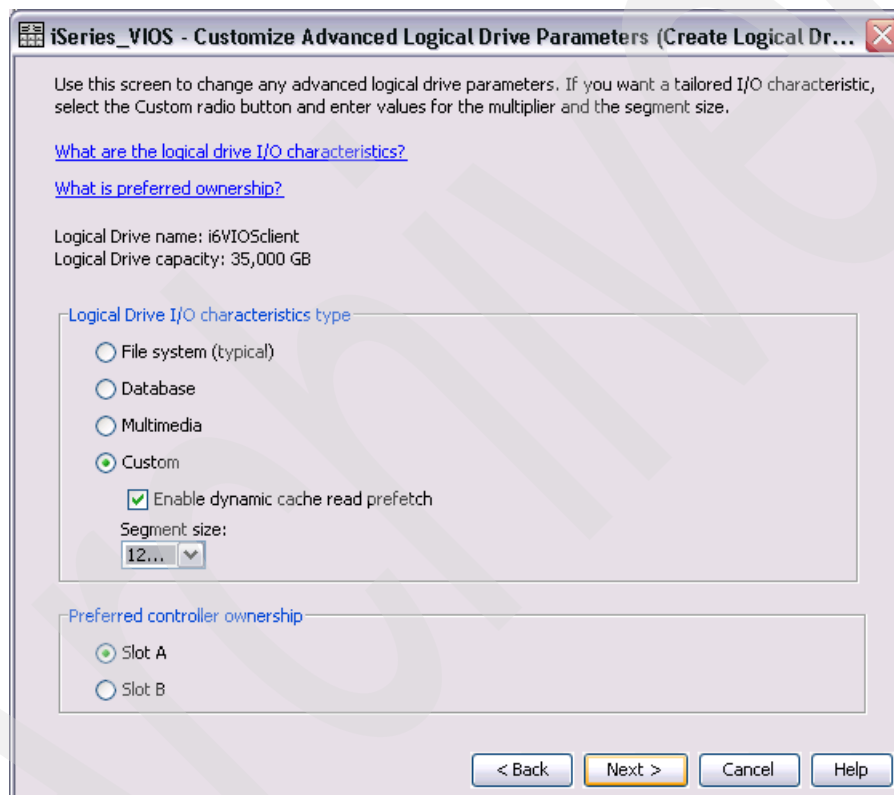 iSeries_VIOS - Customize Advanced Logical Drive Parameters (Create Logical Dr...
Use this screen to change any advanced logical drive parameters. If you want a tailored I/O characteristic,
select the Custom radio button and enter values for the multiplier and the segment size.
What are the logical drive I/O characteristics?
What is preferred ownership?
Logical Drive name: i6VIOSclient
Logical Drive capacity: 35,000 GB
Logical Drive I/O characteristics type
File system (typical)
Database
Multimedia
Custom
Enable dynamic cache read prefetch
Segment size:
12...
Preferred controller ownership
Slot A
Slot B
< Back Next > Cancel Help